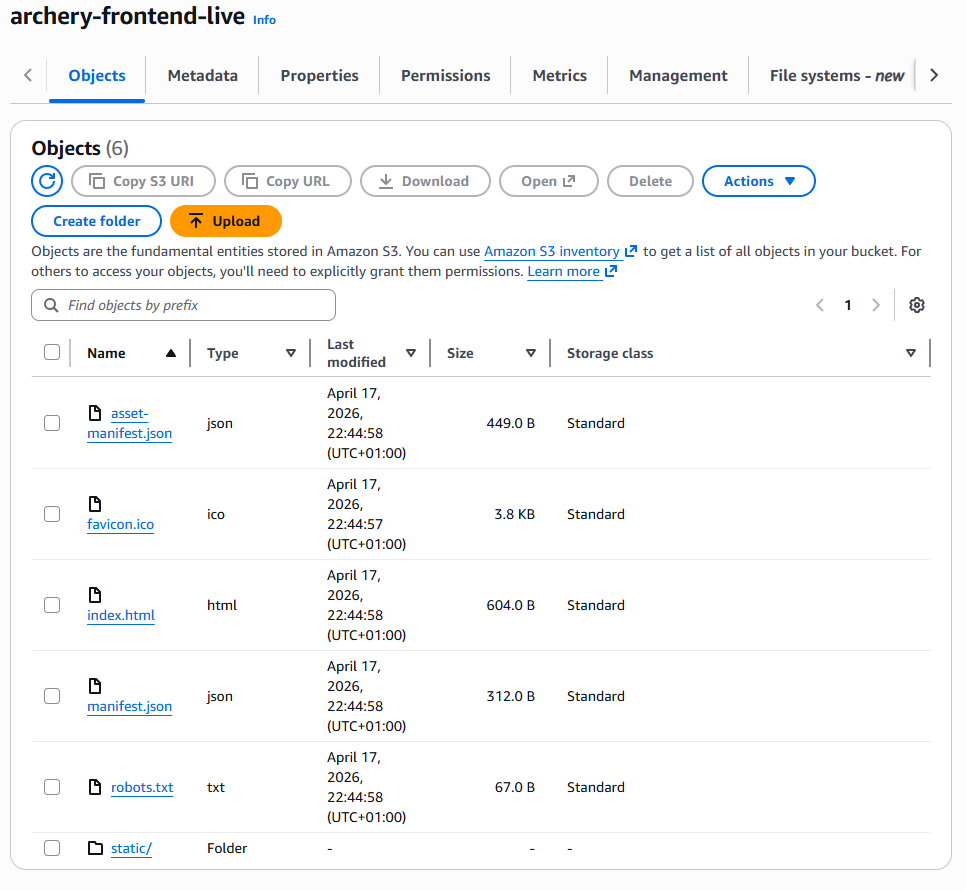 archery-frontend-live Info
Objects
Metadata
Properties
Permissions
Metrics
Management
File systems - new
Objects (6)
Copy S3 URI
Copy URL
Download
Open
Delete
Actions
Create folder
Upload
Objects are the fundamental entities stored in Amazon S3. You can use Amazon S3 inventory to get a list of all objects in your bucket. For
others to access your objects, you'll need to explicitly grant them permissions. Learn more
Find objects by prefix
1
Name
Type
Last
modified
Size
Storage class
asset-
manifest.json
json
April 17,
2026,
22:44:58
(UTC+01:00)
449.0 B
Standard
favicon.ico
ico
April 17,
2026,
22:44:57
(UTC+01:00)
3.8 KB
Standard
index.html
html
April 17,
2026,
22:44:58
(UTC+01:00)
604.0 B
Standard
manifest.json
json
April 17,
2026,
22:44:58
(UTC+01:00)
312.0 B
Standard
robots.txt
txt
April 17,
2026,
22:44:58
(UTC+01:00)
67.0 B
Standard
static/
Folder
-
-
-